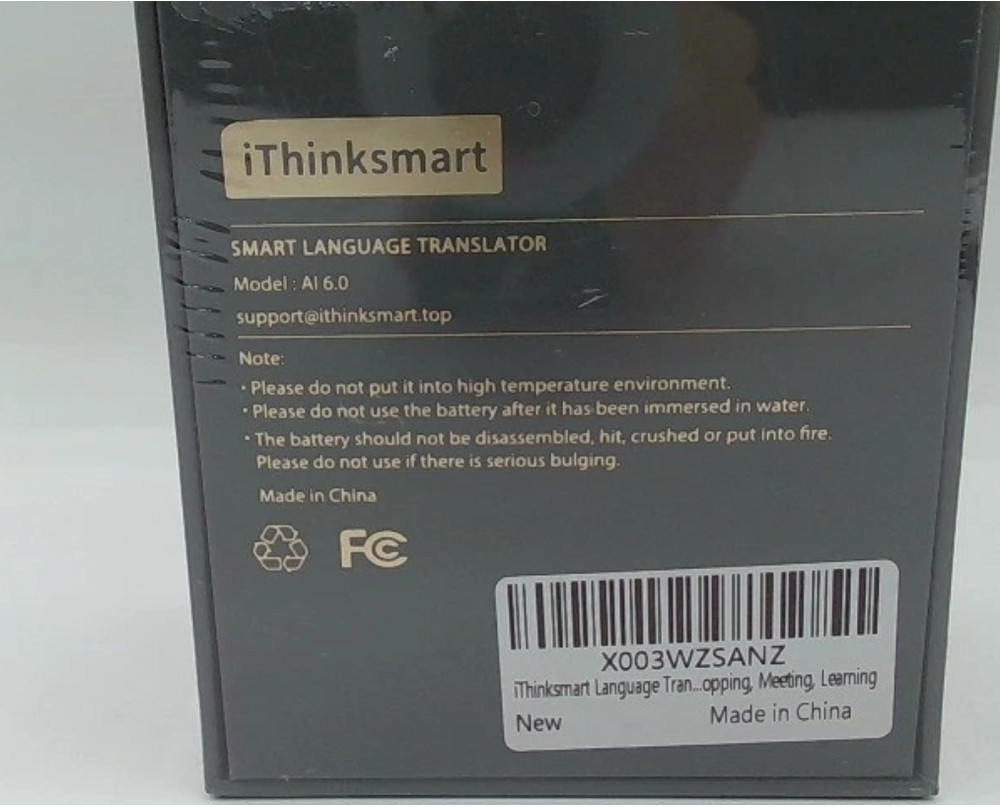 iThinksmart
SMART LANGUAGE TRANSLATOR
Model : AI 6.0
support@ithinksmart.top
Note:
· Please do not put it into high temperature environment.
· Please do not use the battery after it has been immersed in water.
· The battery should not be disassembled, hit, crushed or put into fire.
Please do not use if there is serious bulging.
Made in China
FC
X003WZSANZ
iThinksmart Language Tran...opping, Meeting, Learning
New Made in China